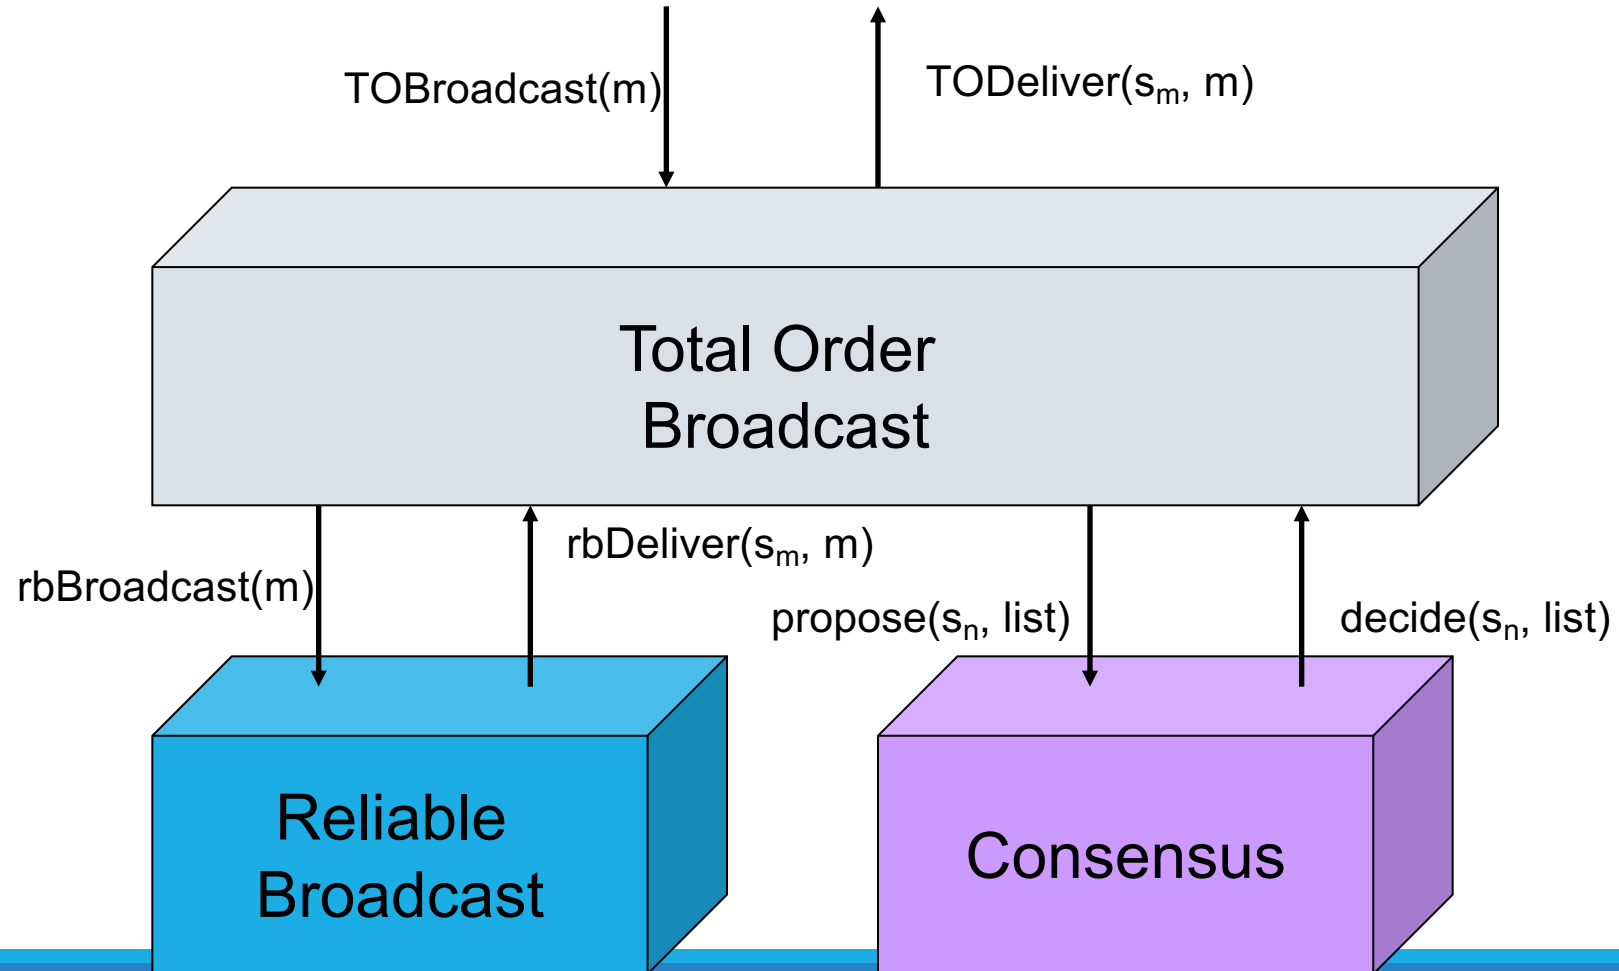 TOBroadcast(m)
TODeliver(sₘ, m)
Total Order
Broadcast
rbDeliver(sₘ, m)
rbBroadcast(m)
propose(sₙ, list)
decide(sₙ, list)
Reliable
Broadcast
Consensus